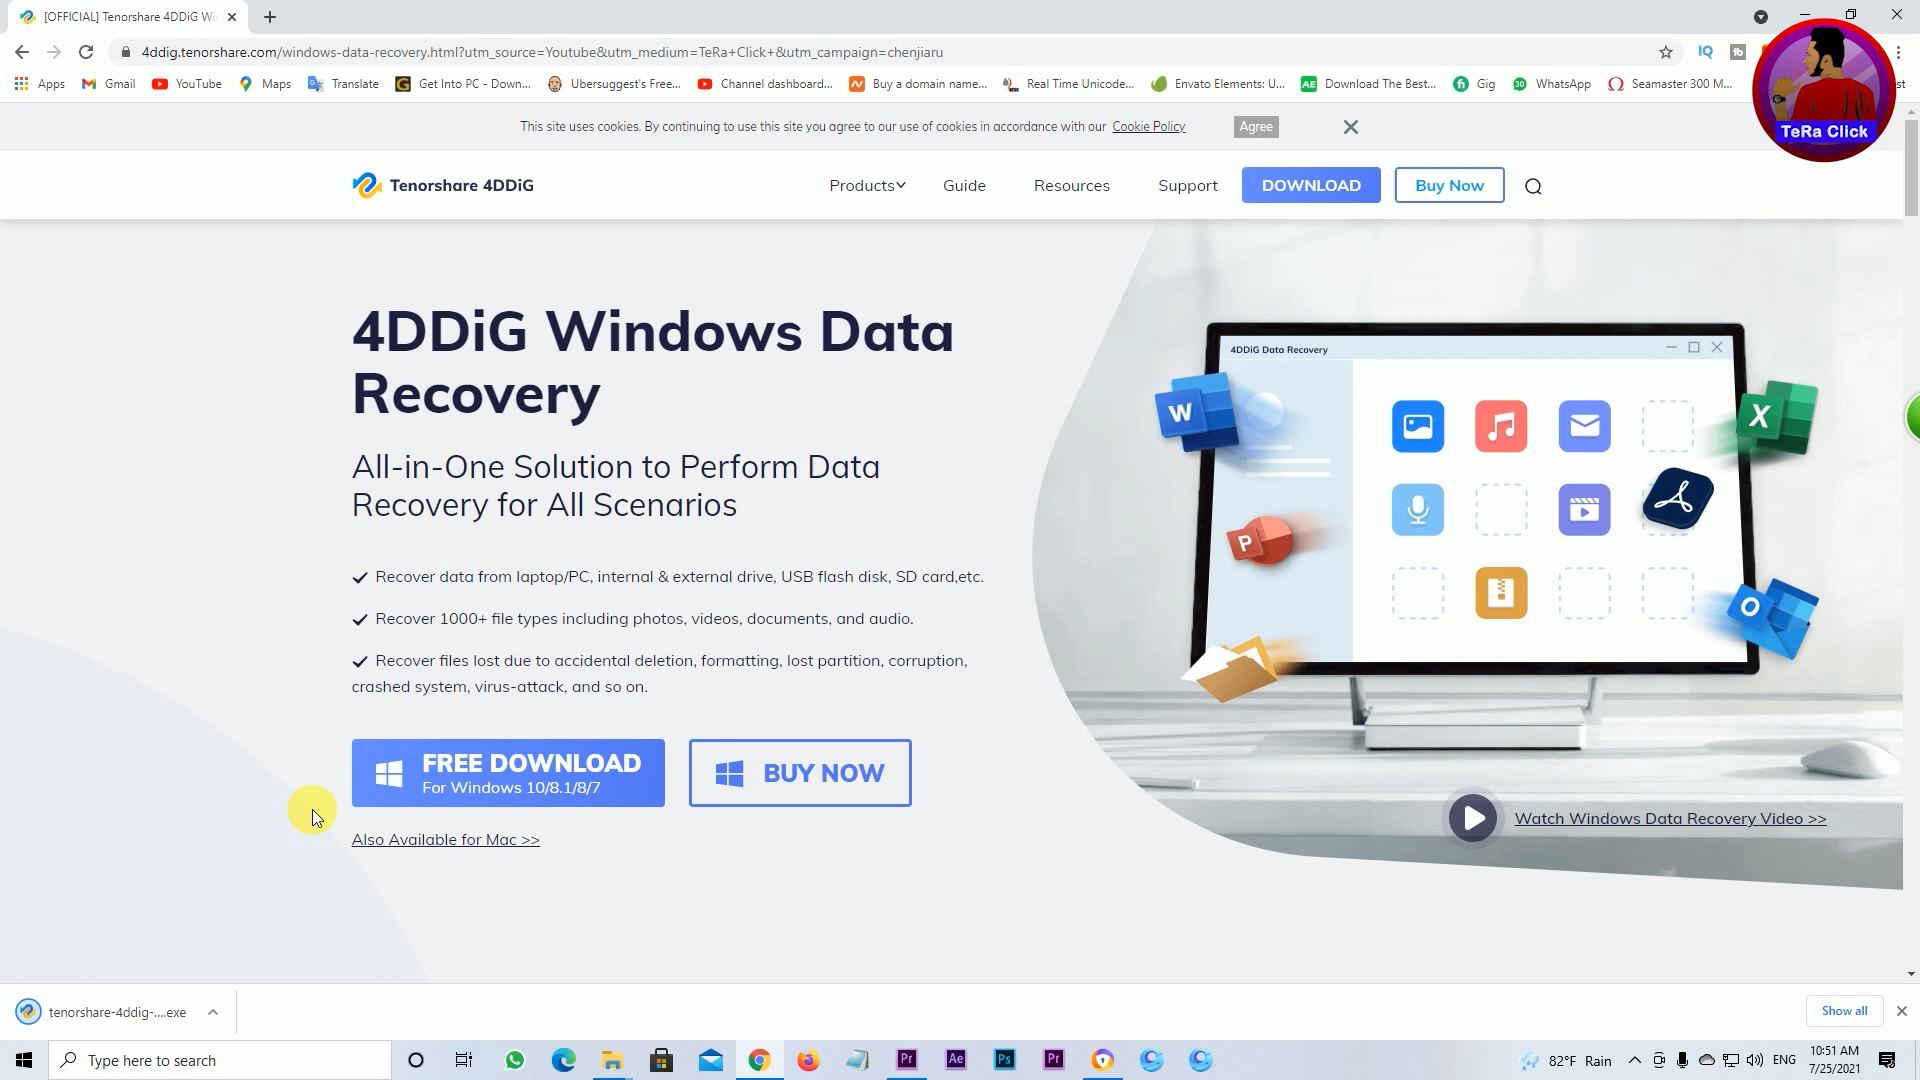 [OFFICIAL] Tenorshare 4DDiG Wi
4ddig.tenorshare.com/windows-data-recovery.html?utm_source=Youtube&utm_medium=TeRa+Click+&utm_campaign=chenjiaru
IQ
Apps Gmail YouTube Maps Translate Get Into PC - Down... Ubersuggest's Free... Channel dashboard... Buy a domain name... Real Time Unicode... Envato Elements: U... Download The Best... Gig WhatsApp Seamaster 300 M...
TeRa Click
This site uses cookies. By continuing to use this site you agree to our use of cookies in accordance with our Cookie Policy Agree
Tenorshare 4DDiG Products Guide Resources Support DOWNLOAD Buy Now
4DDiG Windows Data
Recovery
All-in-One Solution to Perform Data
Recovery for All Scenarios
Recover data from laptop/PC, internal & external drive, USB flash disk, SD card,etc.
Recover 1000+ file types including photos, videos, documents, and audio.
Recover files lost due to accidental deletion, formatting, lost partition, corruption,
crashed system, virus-attack, and so on.
FREE DOWNLOAD
For Windows 10/8.1/8/7
BUY NOW
Also Available for Mac >>
4DDiG Data Recovery
W
X
P
O
Watch Windows Data Recovery Video >>
tenorshare-4ddig-....exe
Show all
Type here to search
Pr Ae Ps Pr
82°F Rain
ENG
10:51 AM
7/25/2021